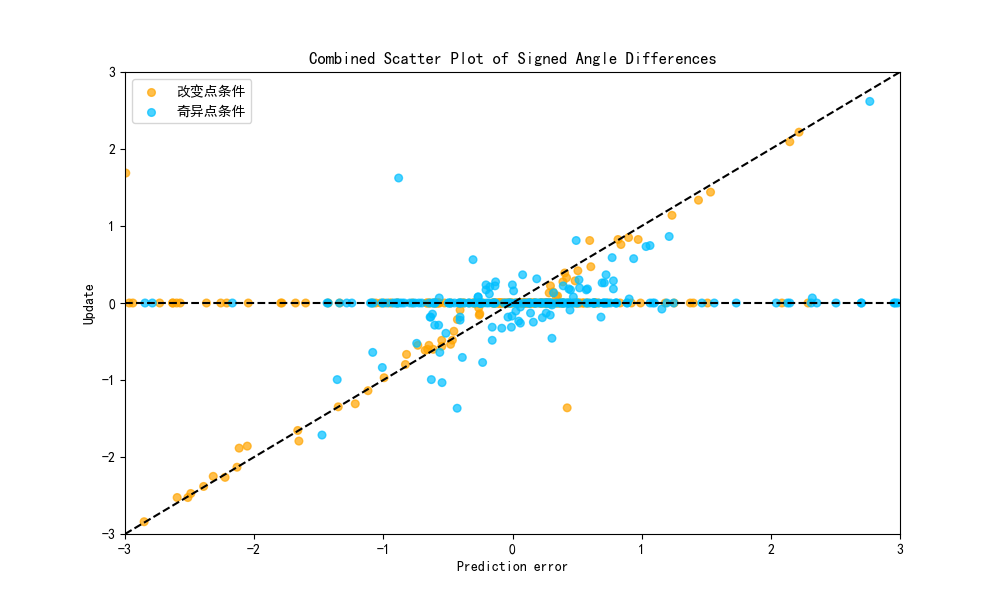 Combined Scatter Plot of Signed Angle Differences
改变点条件
奇异点条件
3
2
1
0
−1
−2
−3
Update
−3 −2 −1 0 1 2 3
Prediction error